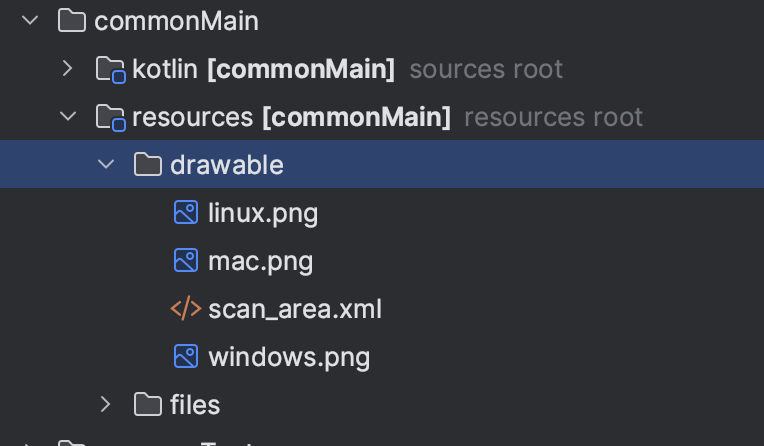 commonMain
kotlin [commonMain] sources root
resources [commonMain] resources root
drawable
linux.png
mac.png
scan_area.xml
windows.png
files